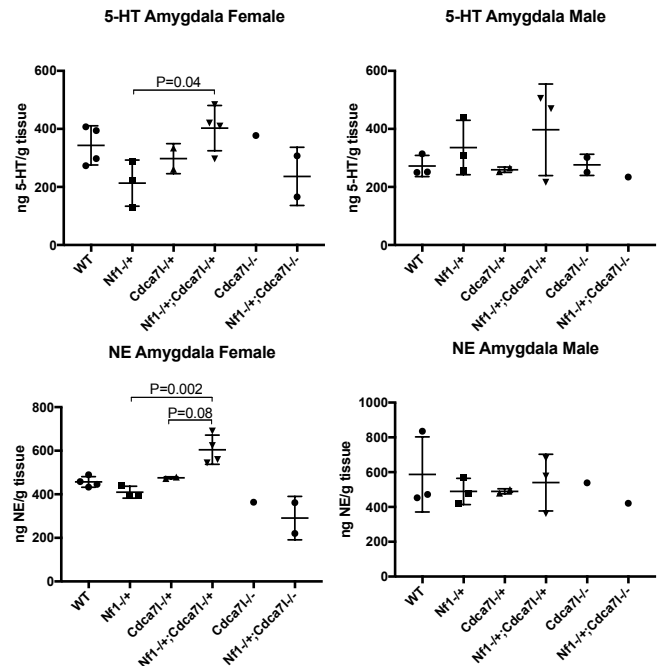 5-HT Amygdala Female
ng 5-HT/g tissue
600
400
200
0
P=0.04
WT
Nf1-/+
Cdca7l-/+
Nf1-/+;Cdca7l-/+
Cdca7l-/-
Nf1-/+;Cdca7l-/-
5-HT Amygdala Male
ng 5-HT/g tissue
600
400
200
0
WT
Nf1-/+
Cdca7l-/+
Nf1-/+;Cdca7l-/+
Cdca7l-/-
Nf1-/+;Cdca7l-/-
NE Amygdala Female
ng NE/g tissue
800
600
400
200
0
P=0.002
P=0.08
WT
Nf1-/+
Cdca7l-/+
Nf1-/+;Cdca7l-/+
Cdca7l-/-
Nf1-/+;Cdca7l-/-
NE Amygdala Male
ng NE/g tissue
1000
800
600
400
200
0
WT
Nf1-/+
Cdca7l-/+
Nf1-/+;Cdca7l-/+
Cdca7l-/-
Nf1-/+;Cdca7l-/-